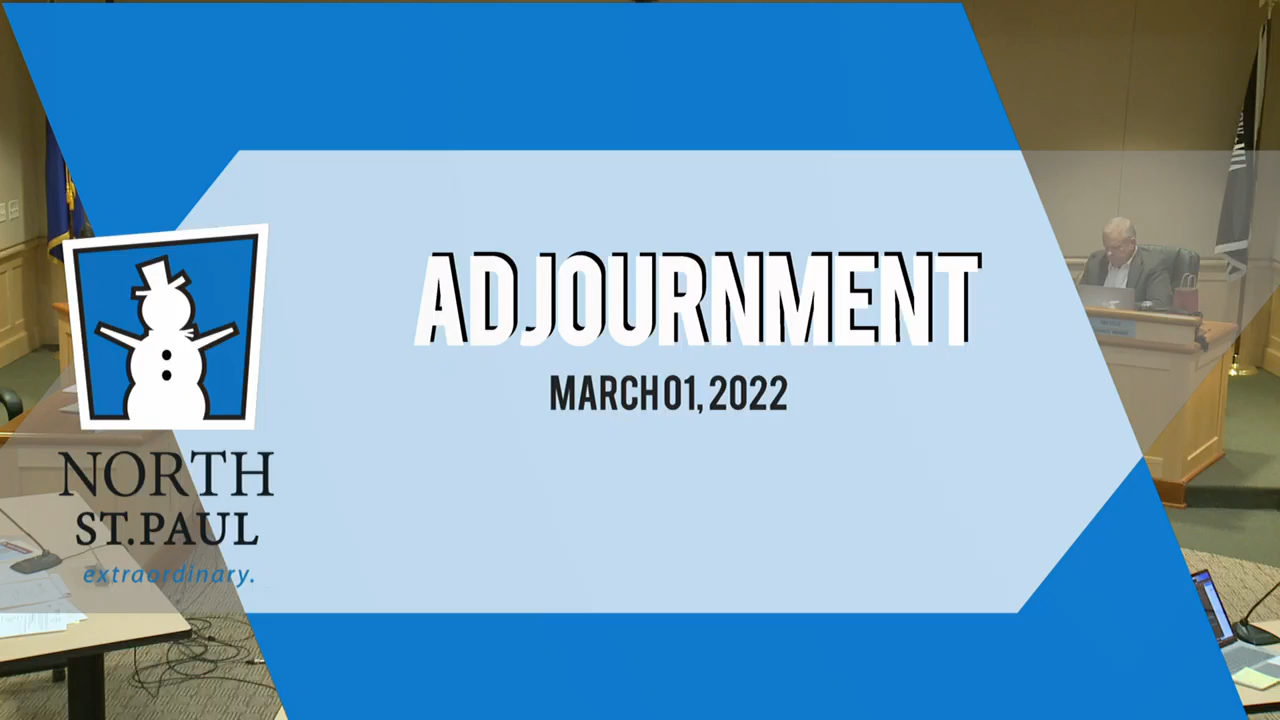 ADJOURNMENT
MARCH 01, 2022
NORTH
ST.PAUL
extraordinary.